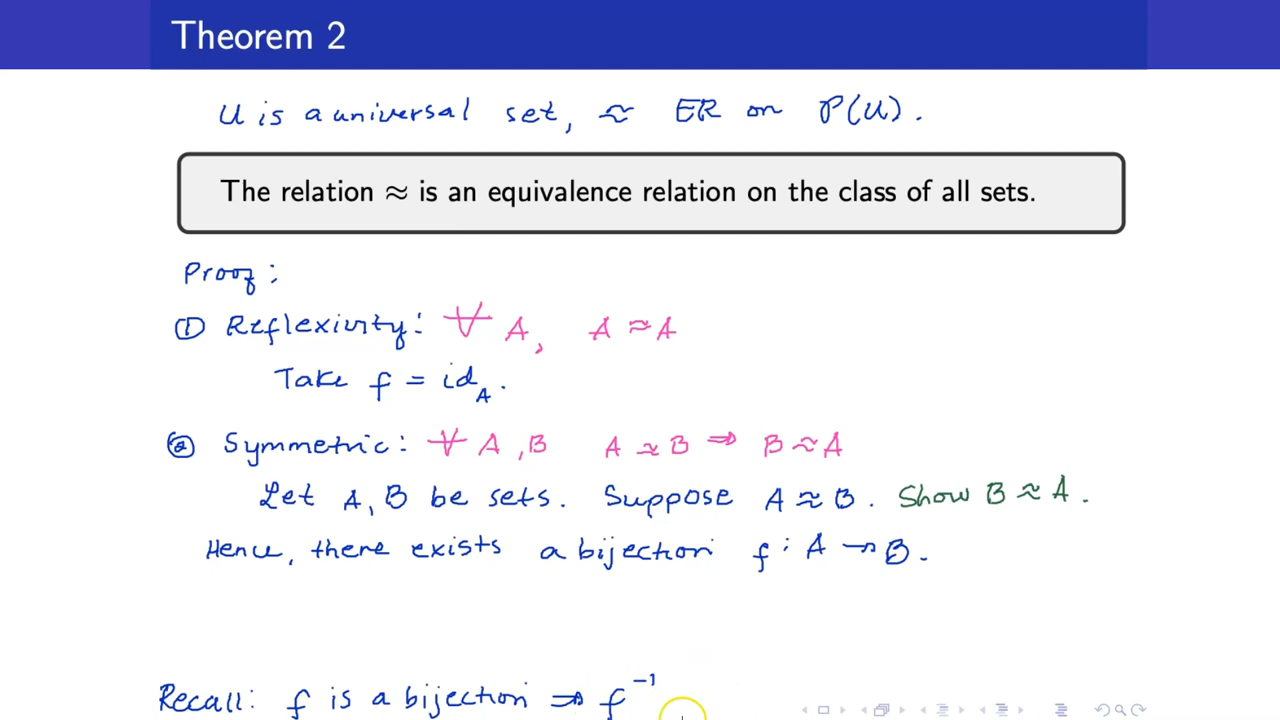 Theorem 2
U is a universal set, ≈ ER on P(U).
The relation ≈ is an equivalence relation on the class of all sets.
Proof:
① Reflexivity: ∀ A, A ≈ A
Take f = id_A.
② Symmetric: ∀ A, B A ≈ B ⇒ B ≈ A
Let A, B be sets. Suppose A ≈ B. Show B ≈ A.
Hence, there exists a bijection f: A → B.
Recall: f is a bijection ⇒ f⁻¹